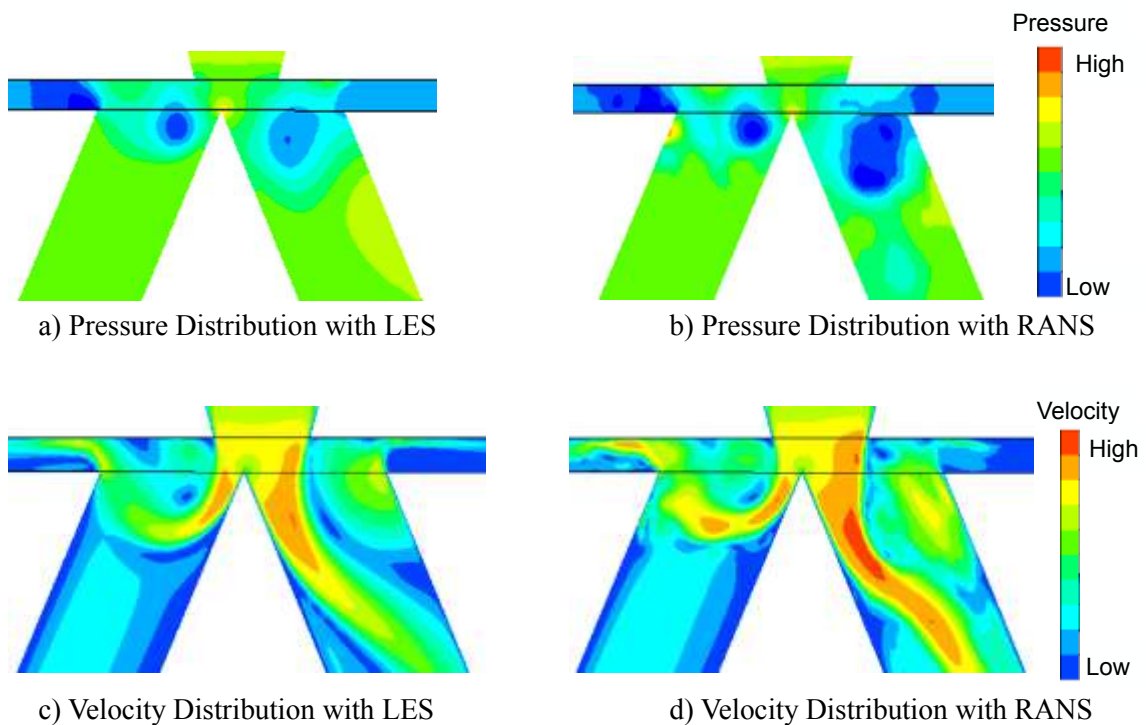 Pressure
High
Low
a) Pressure Distribution with LES
b) Pressure Distribution with RANS
Velocity
High
Low
c) Velocity Distribution with LES
d) Velocity Distribution with RANS